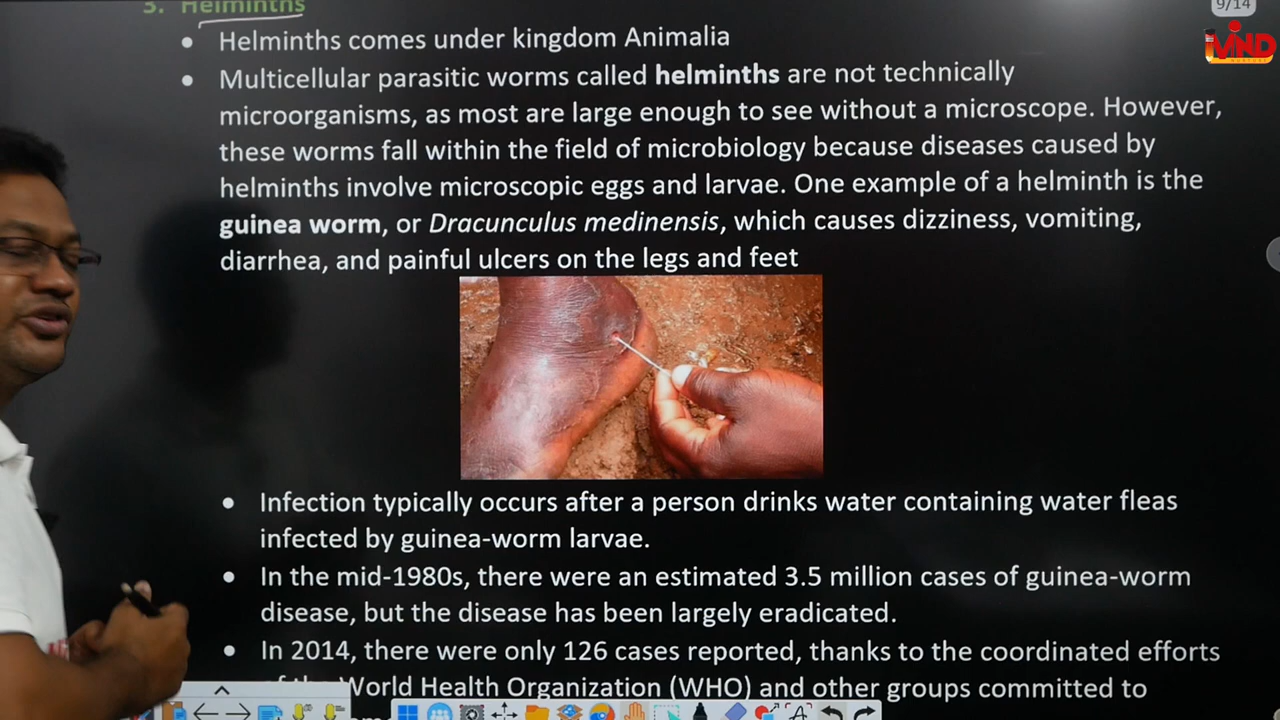 3. Helminths
9/14
iMIND
• Helminths comes under kingdom Animalia
• Multicellular parasitic worms called helminths are not technically
microorganisms, as most are large enough to see without a microscope. However,
these worms fall within the field of microbiology because diseases caused by
helminths involve microscopic eggs and larvae. One example of a helminth is the
guinea worm, or Dracunculus medinensis, which causes dizziness, vomiting,
diarrhea, and painful ulcers on the legs and feet
• Infection typically occurs after a person drinks water containing water fleas
infected by guinea-worm larvae.
• In the mid-1980s, there were an estimated 3.5 million cases of guinea-worm
disease, but the disease has been largely eradicated.
• In 2014, there were only 126 cases reported, thanks to the coordinated efforts
of the World Health Organization (WHO) and other groups committed to